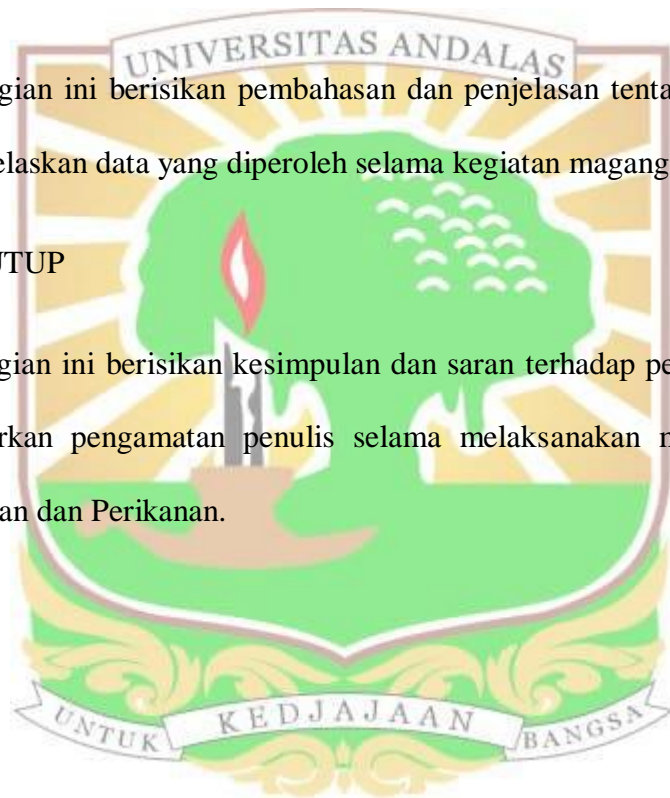 UNIVERSITAS ANDALAS
gian ini berisikan pembahasan dan penjelasan tenta
elaskan data yang diperoleh selama kegiatan magang
UTUP
gian ini berisikan kesimpulan dan saran terhadap pe
rkan pengamatan penulis selama melaksanakan m
an dan Perikanan.
UNTUK KEDJAJAAN BANGSA